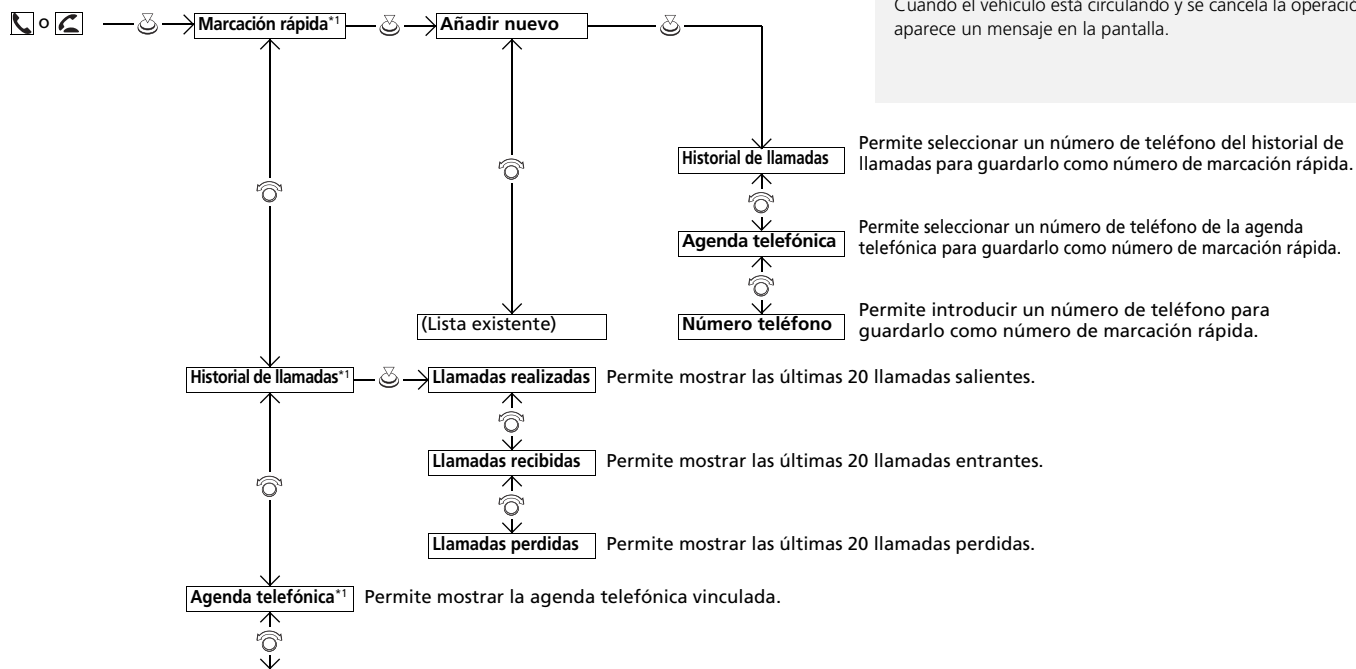 o
Marcación rápida*1
Añadir nuevo
Cuando el vehículo está circulando y se cancela la operació
aparece un mensaje en la pantalla.
Historial de llamadas
Permite seleccionar un número de teléfono del historial de
llamadas para guardarlo como número de marcación rápida.
Agenda telefónica
Permite seleccionar un número de teléfono de la agenda
telefónica para guardarlo como número de marcación rápida.
(Lista existente)
Número teléfono
Permite introducir un número de teléfono para
guardarlo como número de marcación rápida.
Historial de llamadas*1
Llamadas realizadas
Permite mostrar las últimas 20 llamadas salientes.
Llamadas recibidas
Permite mostrar las últimas 20 llamadas entrantes.
Llamadas perdidas
Permite mostrar las últimas 20 llamadas perdidas.
Agenda telefónica*1
Permite mostrar la agenda telefónica vinculada.